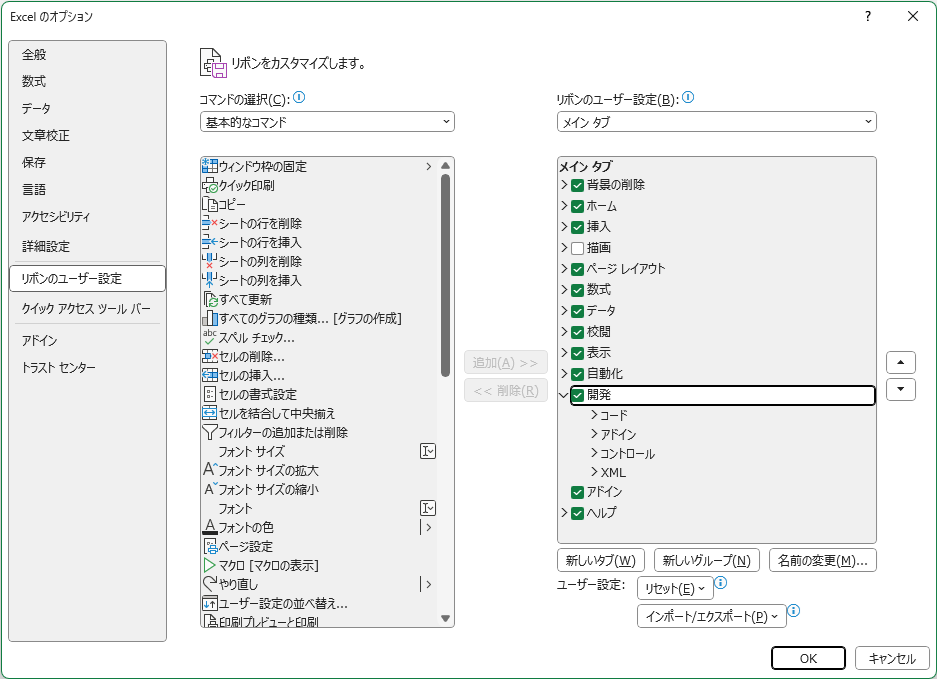 Excel のオプション
?
全般
数式
データ
文章校正
保存
言語
アクセシビリティ
詳細設定
リボンのユーザー設定
クイック アクセス ツール バー
アドイン
トラスト センター
リボンをカスタマイズします。
コマンドの選択(C):
基本的なコマンド
ウィンドウ枠の固定
クイック印刷
コピー
シートの行を削除
シートの行を挿入
シートの列を削除
シートの列を挿入
すべて更新
すべてのグラフの種類... [グラフの作成]
abc
スペル チェック...
セルの削除...
セルの挿入...
セルの書式設定
セルを結合して中央揃え
フィルターの追加または削除
フォント サイズ
フォント サイズの拡大
フォント サイズの縮小
フォント
フォントの色
ページ設定
マクロ [マクロの表示]
やり直し
ユーザー設定の並べ替え...
印刷プレビューと印刷
追加(A) >>
<< 削除(R)
リボンのユーザー設定(B):
メイン タブ
メイン タブ
背景の削除
ホーム
挿入
描画
ページ レイアウト
数式
データ
校閲
表示
自動化
開発
コード
アドイン
コントロール
XML
アドイン
ヘルプ
新しいタブ(W)
新しいグループ(N)
名前の変更(M)...
ユーザー設定:
リセット(E)
インポート/エクスポート(P)
OK
キャンセル